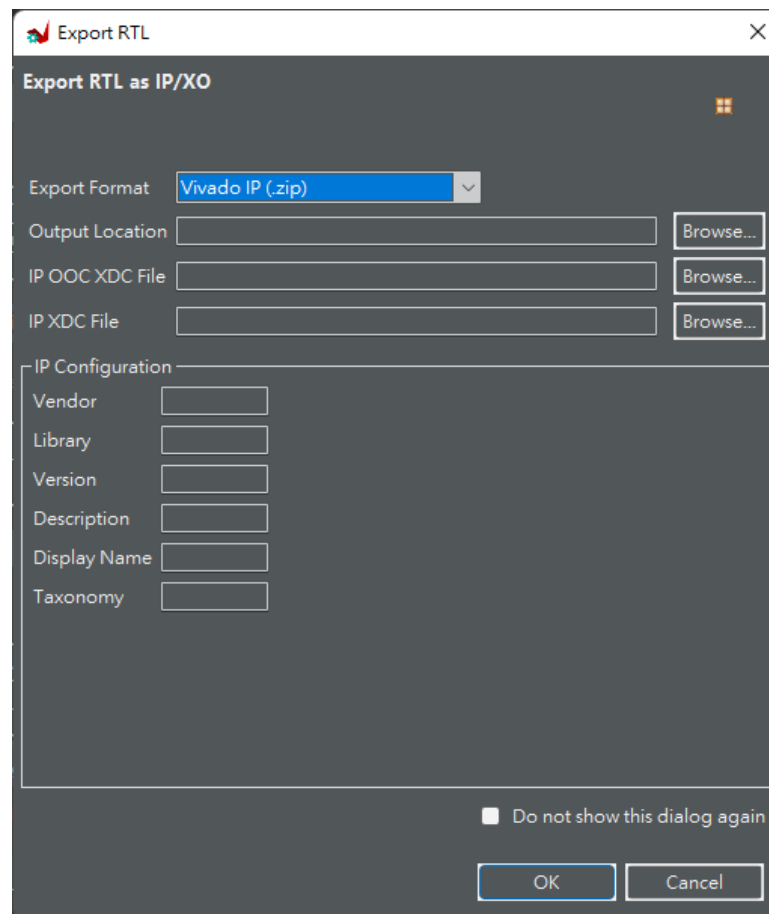 Export RTL
Export RTL as IP/XO
Export Format Vivado IP (.zip)
Output Location Browse...
IP OOC XDC File Browse...
IP XDC File Browse...
IP Configuration
Vendor
Library
Version
Description
Display Name
Taxonomy
Do not show this dialog again
OK Cancel